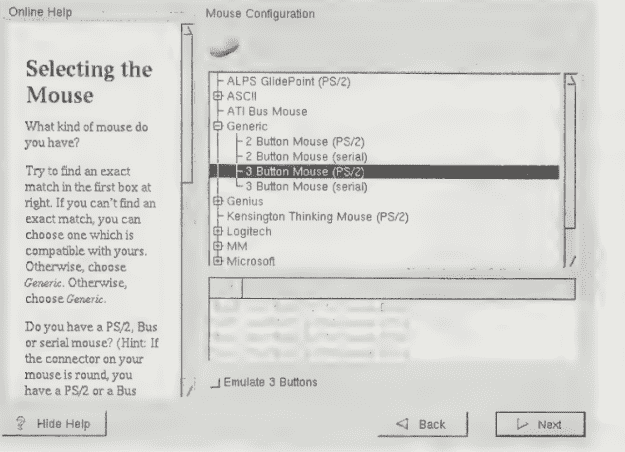 Online Help
Mouse Configuration
Selecting the
Mouse
What kind of mouse do
you have?
Try to find an exact
match in the first box at
right. If you can't find an
exact match, you can
choose one which is
compatible with yours.
Otherwise, choose
Generic. Otherwise,
choose Generic.
Do you have a PS/2, Bus
or serial mouse? (Hint: If
the connector on your
mouse is round, you
have a PS/2 or a Bus
ALPS GlidePoint (PS/2)
ASCII
ATI Bus Mouse
Generic
2 Button Mouse (PS/2)
2 Button Mouse (serial)
3 Button Mouse (PS/2)
3 Button Mouse (serial)
Genius
Kensington Thinking Mouse (PS/2)
Logitech
MM
Microsoft
Emulate 3 Buttons
Hide Help
Back
Next